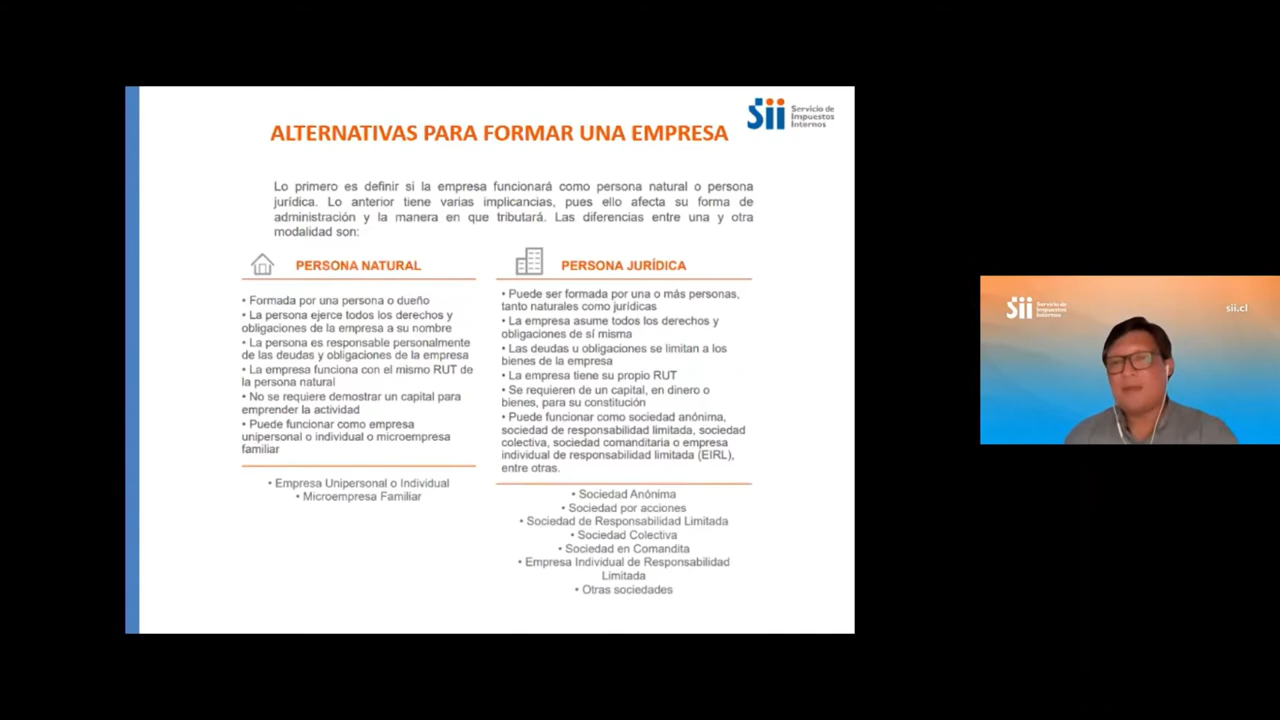 ALTERNATIVAS PARA FORMAR UNA EMPRESA
Sii Servicio de
Impuestos
Internos
Lo primero es definir si la empresa funcionará como persona natural o persona
jurídica. Lo anterior tiene varias implicancias, pues ello afecta su forma de
administración y la manera en que tributará. Las diferencias entre una y otra
modalidad son:
PERSONA NATURAL
• Formada por una persona o dueño
• La persona ejerce todos los derechos y
obligaciones de la empresa a su nombre
• La persona es responsable personalmente
de las deudas y obligaciones de la empresa
• La empresa funciona con el mismo RUT de
la persona natural
• No se requiere demostrar un capital para
emprender la actividad
• Puede funcionar como empresa
unipersonal o individual o microempresa
familiar
• Empresa Unipersonal o Individual
• Microempresa Familiar
PERSONA JURÍDICA
• Puede ser formada por una o más personas,
tanto naturales como jurídicas
• La empresa asume todos los derechos y
obligaciones de sí misma
• Las deudas u obligaciones se limitan a los
bienes de la empresa
• La empresa tiene su propio RUT
• Se requieren de un capital, en dinero o
bienes, para su constitución
• Puede funcionar como sociedad anónima,
sociedad de responsabilidad limitada, sociedad
colectiva, sociedad comanditaria o empresa
individual de responsabilidad limitada (EIRL),
entre otras.
• Sociedad Anónima
• Sociedad por acciones
• Sociedad de Responsabilidad Limitada
• Sociedad Colectiva
• Sociedad en Comandita
• Empresa Individual de Responsabilidad
Limitada
• Otras sociedades
Sii Servicio de
Impuestos
Internos
sii.cl